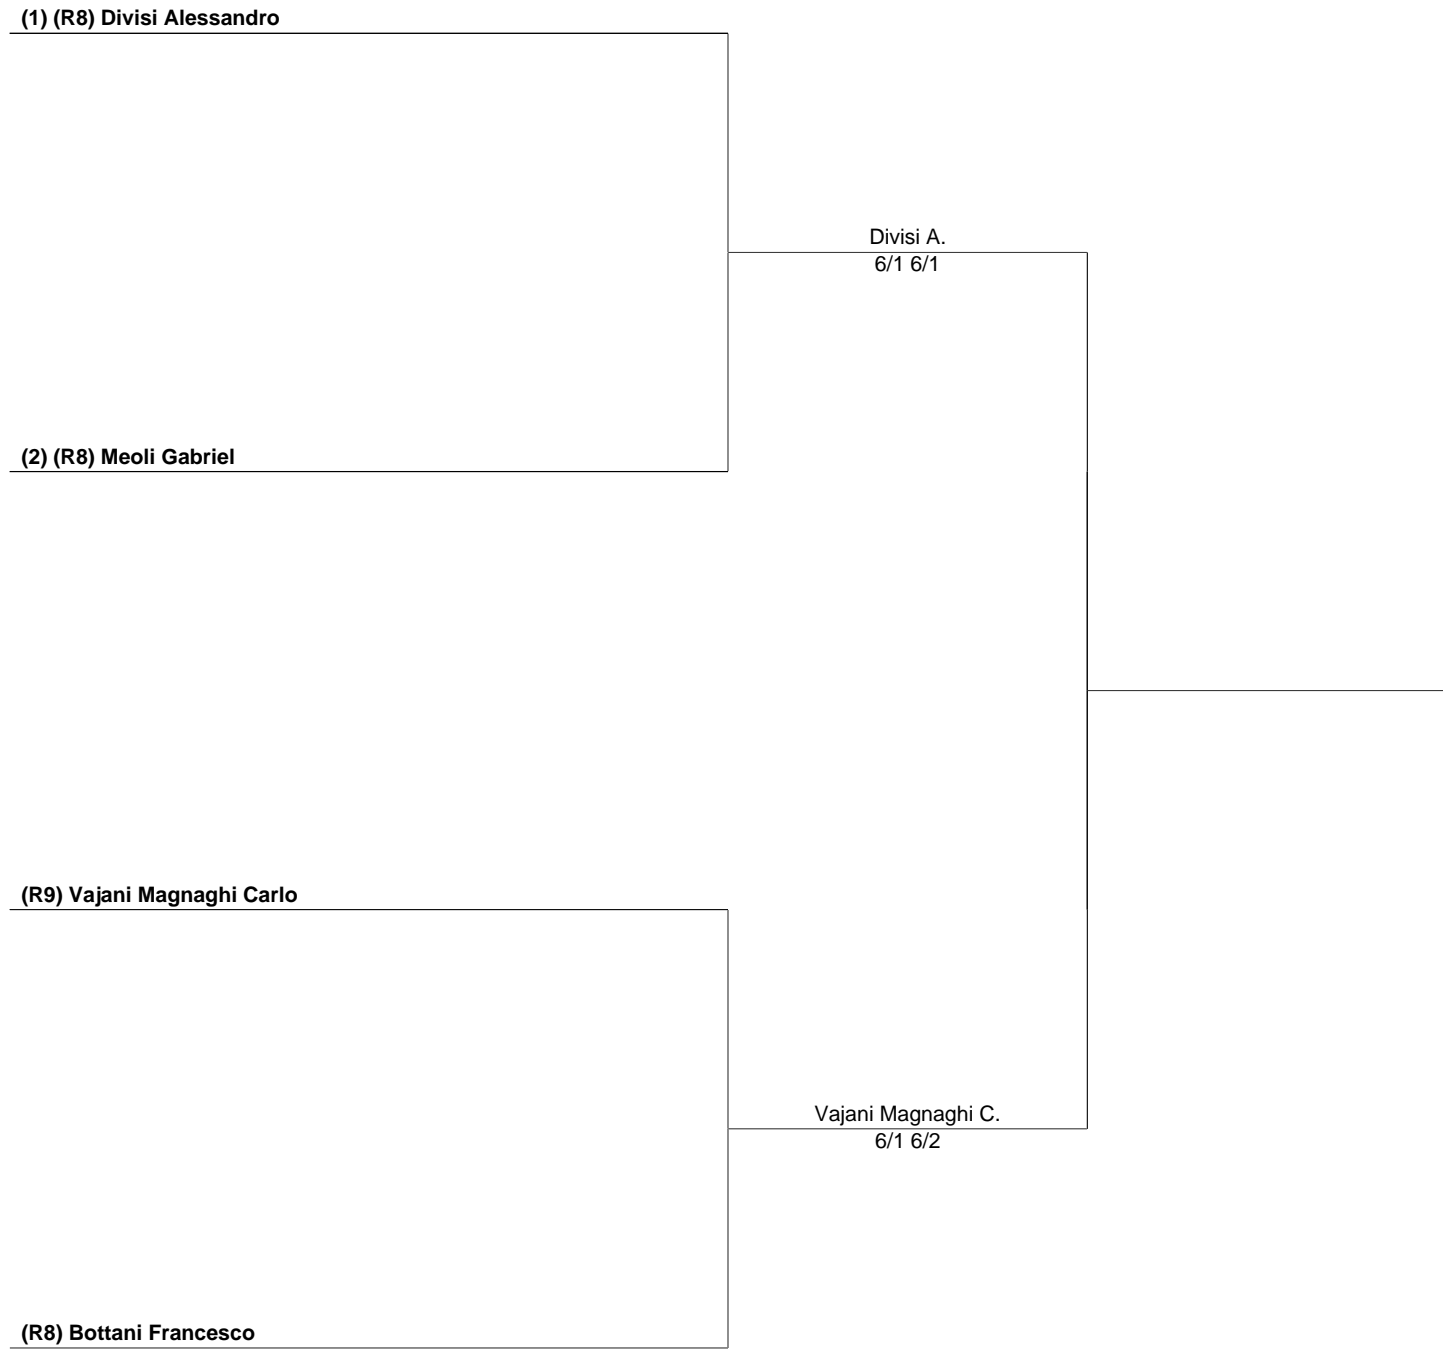 (1) (R8) Divisi Alessandro
Divisi A.
6/1 6/1
(2) (R8) Meoli Gabriel
(R9) Vajani Magnaghi Carlo
Vajani Magnaghi C.
6/1 6/2
(R8) Bottani Francesco